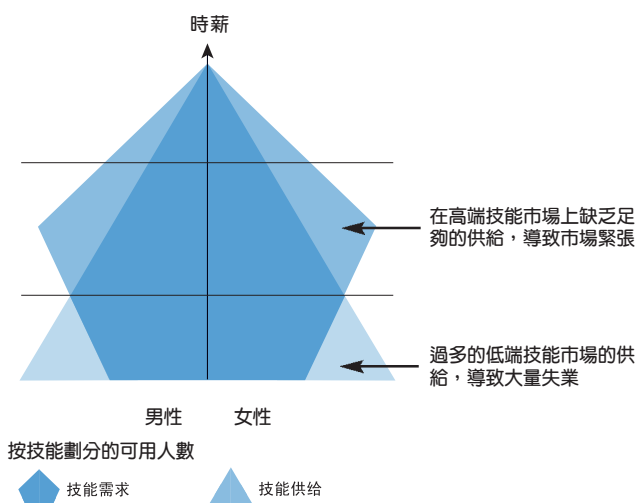 時薪
在高端技能市場上缺乏足
夠的供給，導致市場緊張
過多的低端技能市場的供
給，導致大量失業
男性 女性
按技能劃分的可用人數
技能需求 技能供给